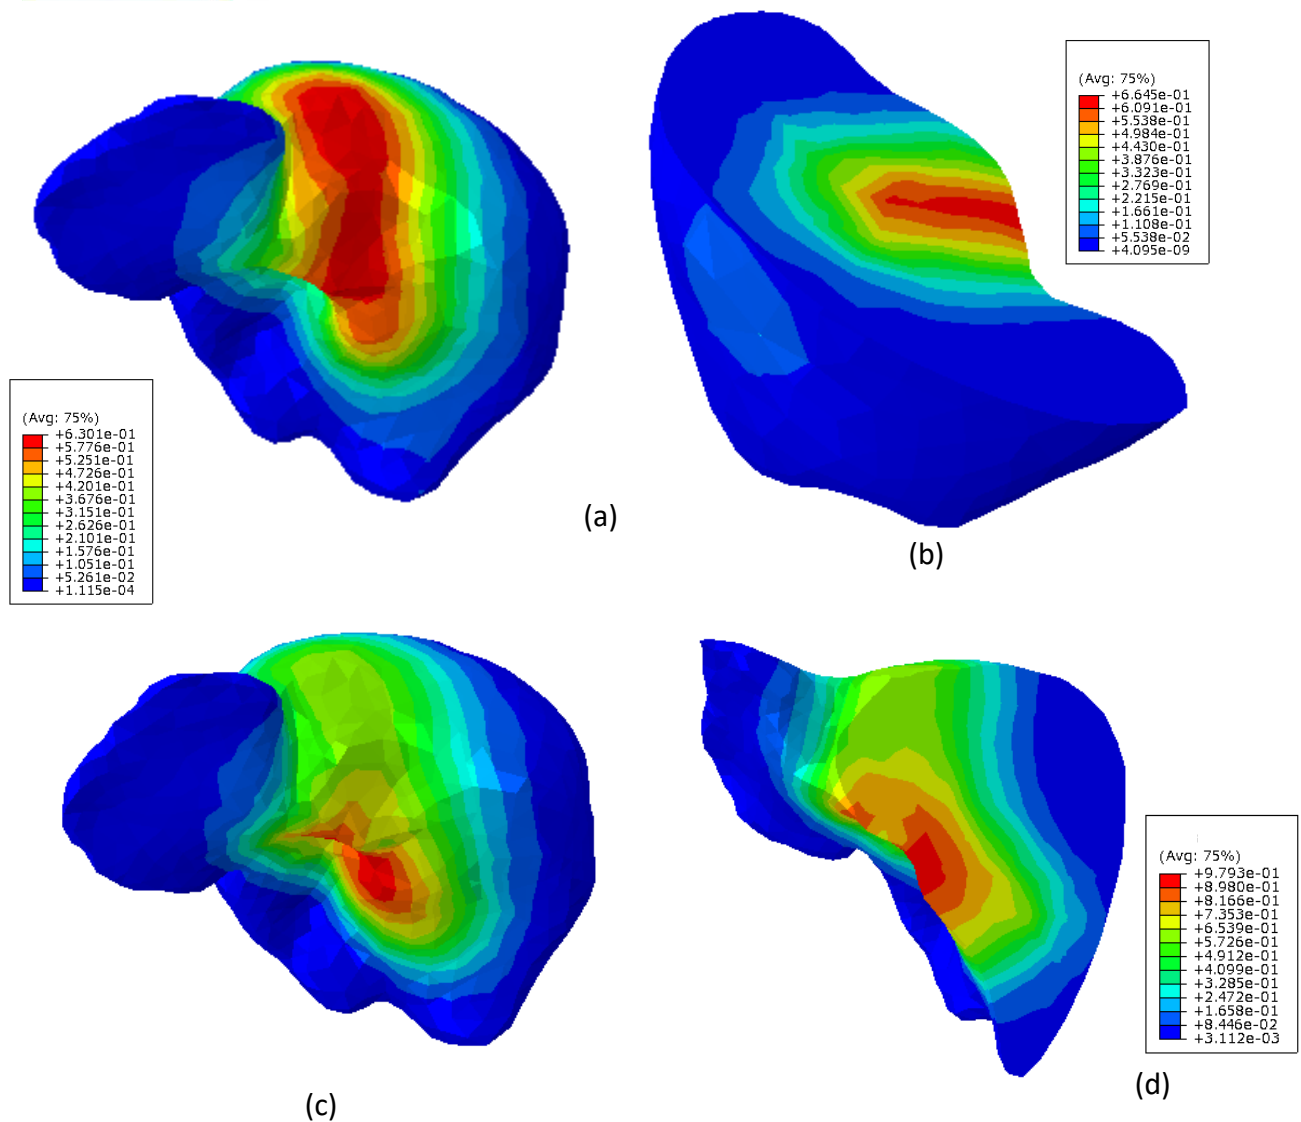 (Avg: 75%)
+6.645e-01
+6.091e-01
+5.538e-01
+4.984e-01
+4.430e-01
+3.876e-01
+3.323e-01
+2.769e-01
+2.215e-01
+1.661e-01
+1.108e-01
+5.538e-02
+4.095e-09
(Avg: 75%)
+6.301e-01
+5.776e-01
+5.251e-01
+4.726e-01
+4.201e-01
+3.676e-01
+3.151e-01
+2.626e-01
+2.101e-01
+1.576e-01
+1.051e-01
+5.261e-02
+1.115e-04
(a)
(b)
(Avg: 75%)
+9.793e-01
+8.980e-01
+8.166e-01
+7.353e-01
+6.539e-01
+5.726e-01
+4.912e-01
+4.099e-01
+3.285e-01
+2.472e-01
+1.658e-01
+8.446e-02
+3.112e-03
(c)
(d)